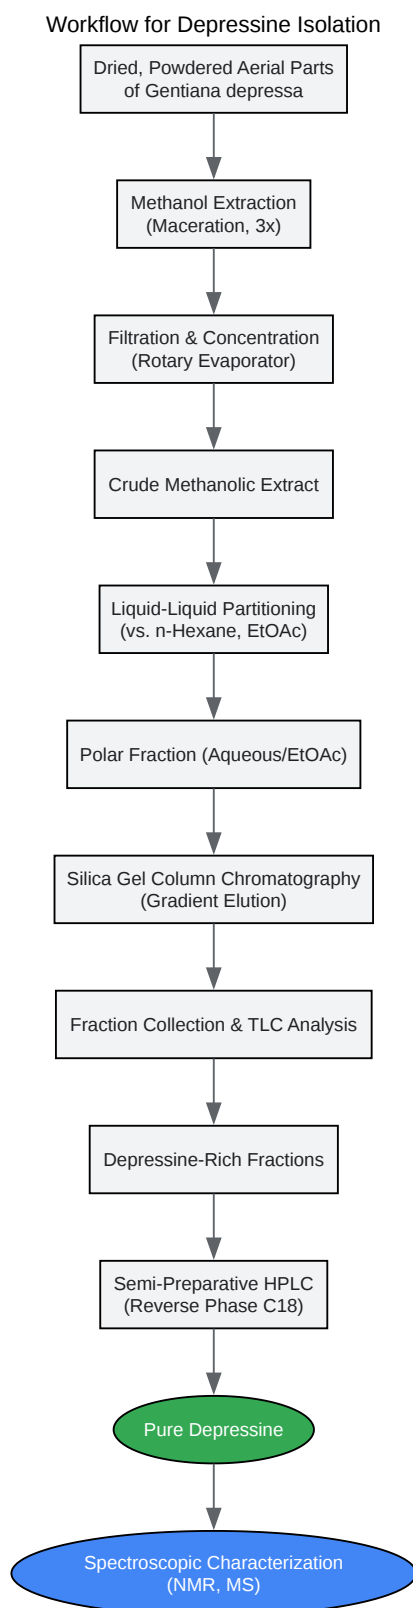 Workflow for Depressine Isolation
Dried, Powdered Aerial Parts
of Gentiana depressa
Methanol Extraction
(Maceration, 3x)
Filtration & Concentration
(Rotary Evaporator)
Crude Methanolic Extract
Liquid-Liquid Partitioning
(vs. n-Hexane, EtOAc)
Polar Fraction (Aqueous/EtOAc)
Silica Gel Column Chromatography
(Gradient Elution)
Fraction Collection & TLC Analysis
Depressine-Rich Fractions
Semi-Preparative HPLC
(Reverse Phase C18)
Pure Depressine
Spectroscopic Characterization
(NMR, MS)